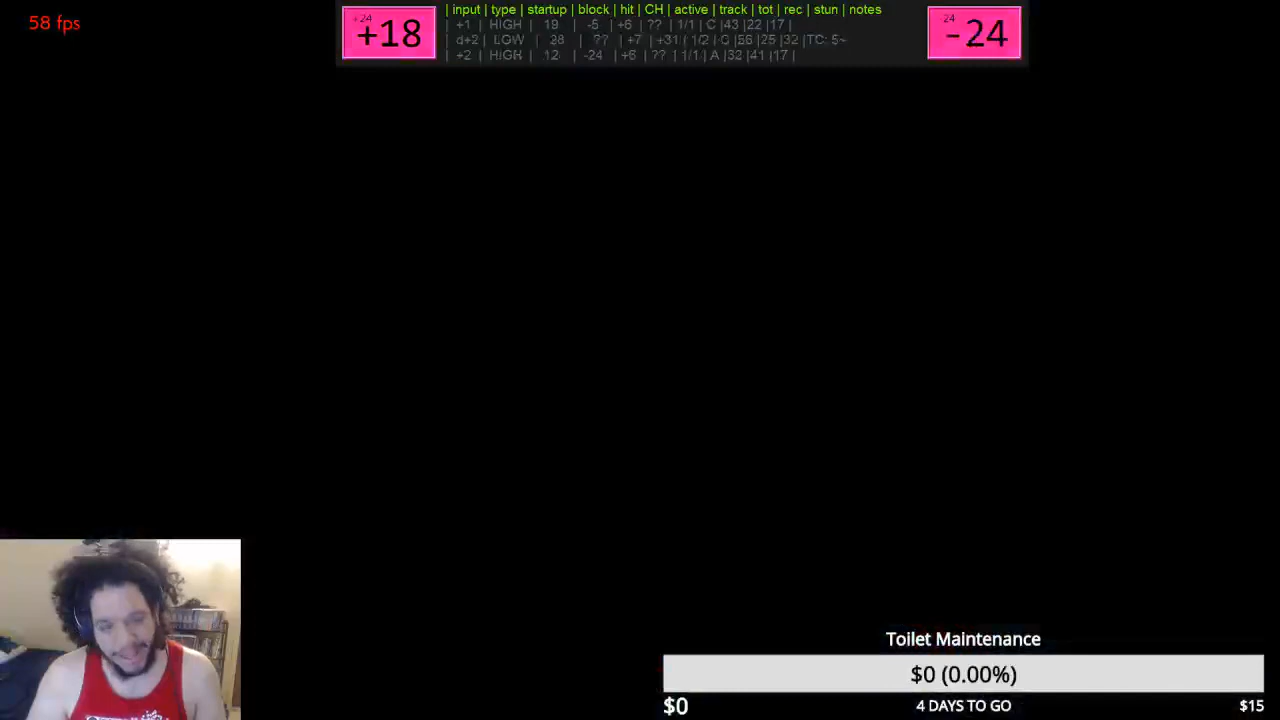 58 fps
+24
+18
| input | type | startup | block | hit | CH | active | track | tot | rec | stun | notes
| +1 | HIGH | 19 | -5 | +6 | ?? | 1/1 | C |43 |22 |17 |
| d+2 | LOW | 28 | ?? | +7 | +31 / 1/2 | C |56 |25 |32 |TC: 5~
| +2 | HIGH | 12 | -24 | +6 | ?? | 1/1 | A |32 |41 |17 |
-24
-24
Toilet Maintenance
$0 (0.00%)
$0
4 DAYS TO GO
$15